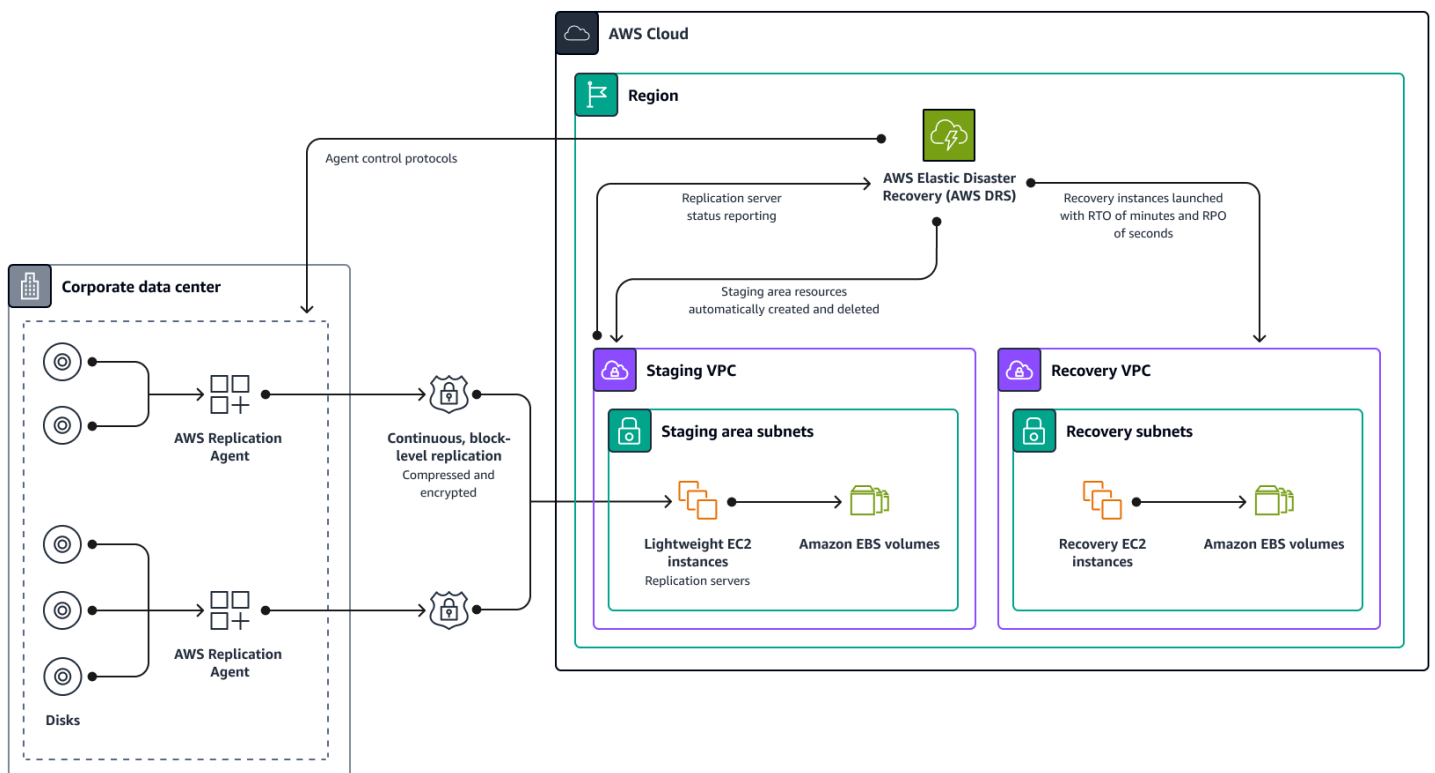 AWS Cloud
Region
Agent control protocols
AWS Elastic Disaster
Recovery (AWS DRS)
Replication server
status reporting
Recovery instances launched
with RTO of minutes and RPO
of seconds
Staging area resources
automatically created and deleted
Corporate data center
AWS Replication
Agent
Continuous, block-
level replication
Compressed and
encrypted
AWS Replication
Agent
Disks
Staging VPC
Staging area subnets
Lightweight EC2
instances
Replication servers
Amazon EBS volumes
Recovery VPC
Recovery subnets
Recovery EC2
instances
Amazon EBS volumes